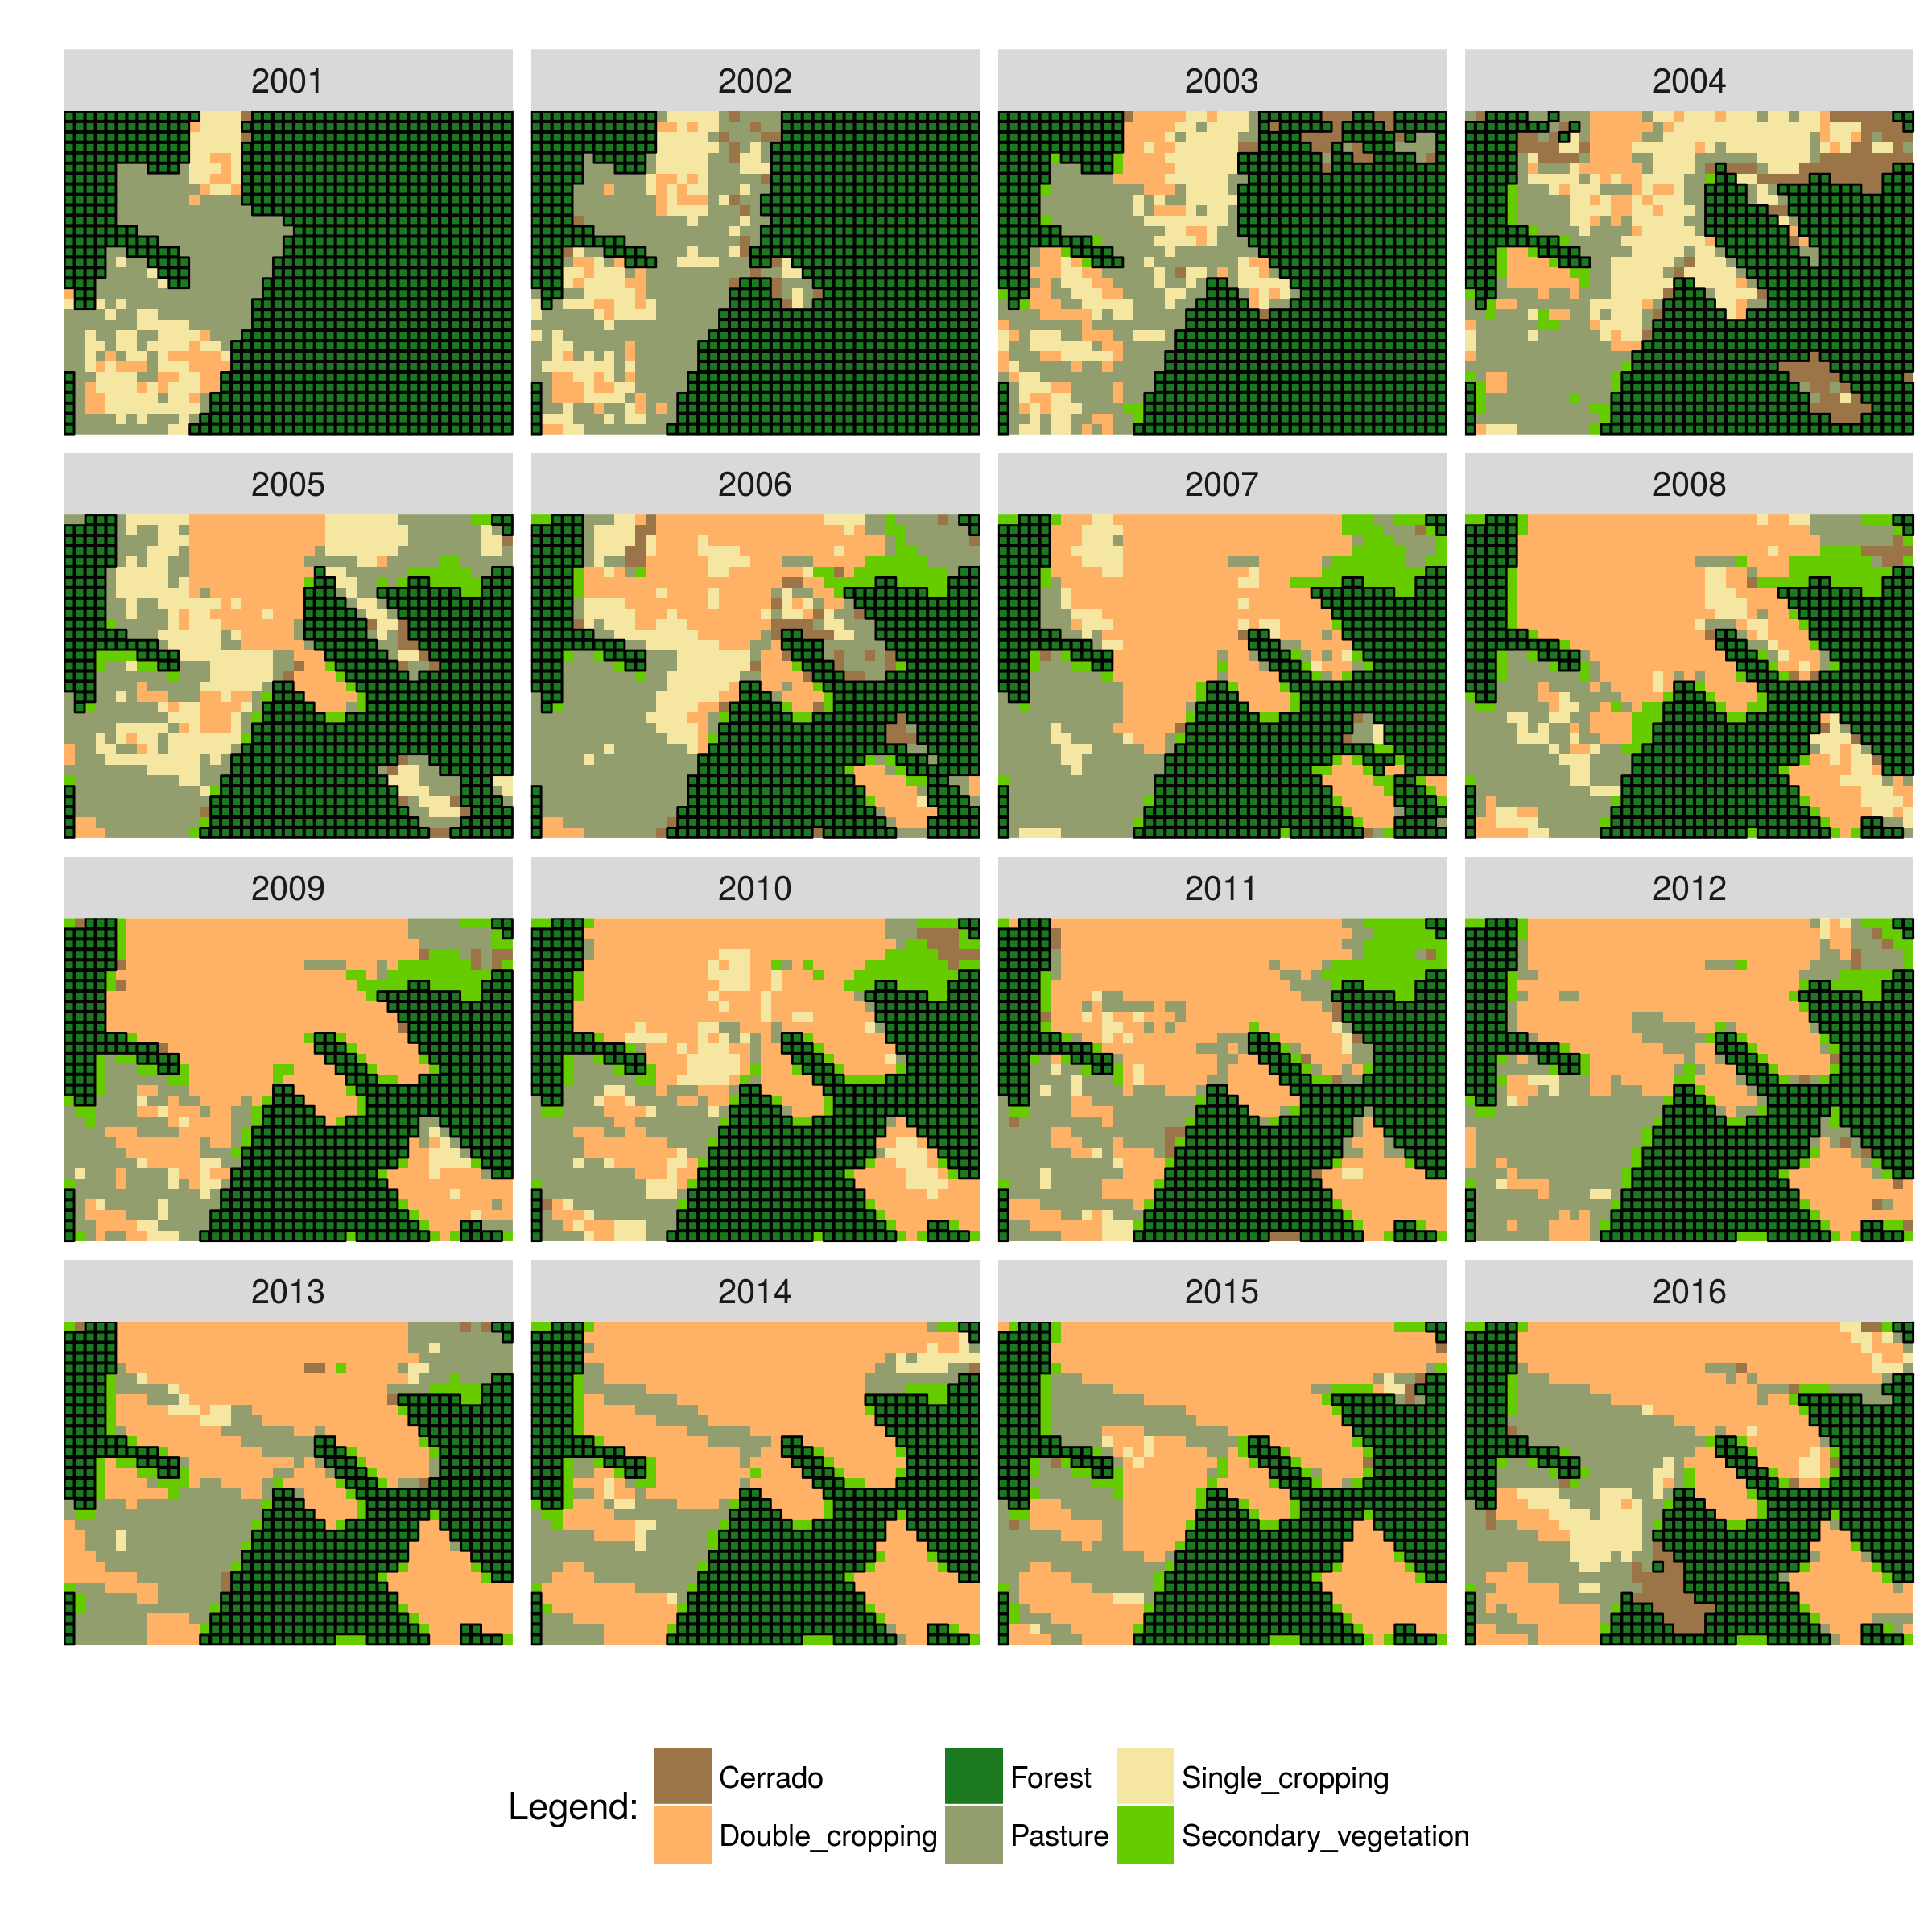 2001 2002 2003 2004
2005 2006 2007 2008
2009 2010 2011 2012
2013 2014 2015 2016
Legend:
Cerrado Forest Single_cropping
Double_cropping Pasture Secondary_vegetation